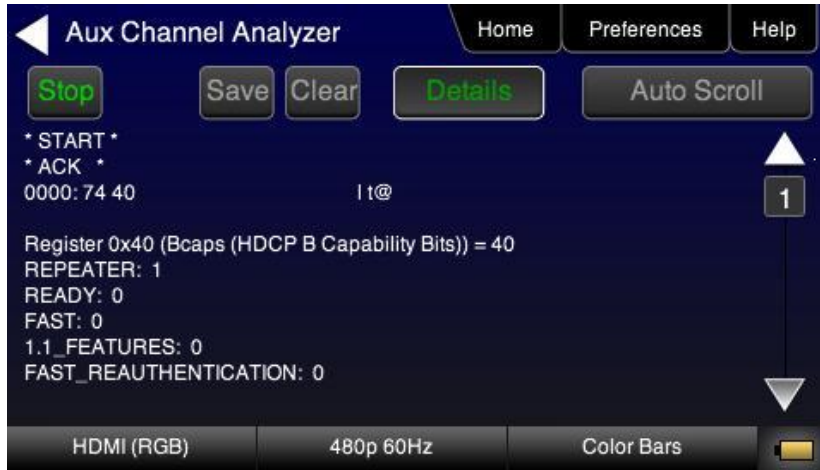 Aux Channel Analyzer Home Preferences Help
Stop Save Clear Details Auto Scroll
* START *
* ACK *
0000: 74 40 | t@
1
Register 0x40 (Bcaps (HDCP B Capability Bits)) = 40
REPEATER: 1
READY: 0
FAST: 0
1.1_FEATURES: 0
FAST_REAUTHENTICATION: 0
HDMI (RGB) 480p 60Hz Color Bars